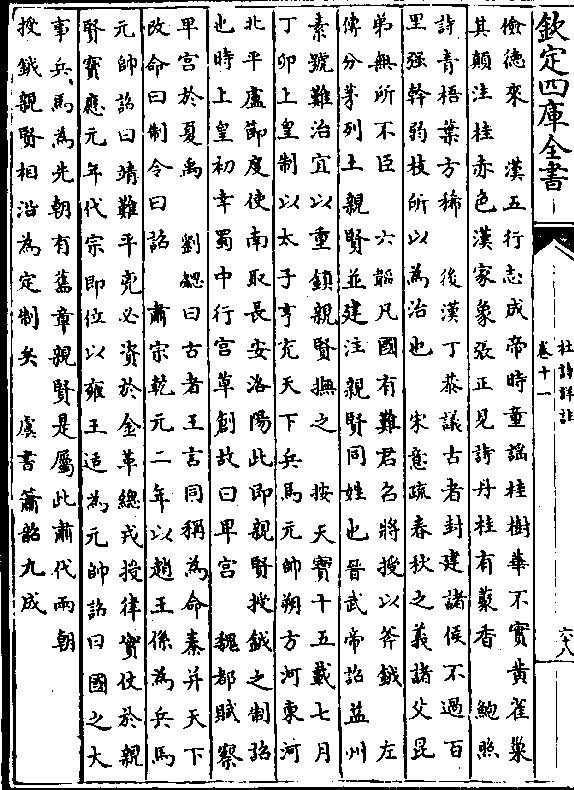 欽定四庫全書
杜詩詳註
卷十一
六八
儉德來　漢五行志成帝時童謠桂樹華不實黃雀巢
其顛注桂赤色漢家象張正見詩丹桂有藂香　鮑照
詩青梧葉方稀　後漢丁恭議古者封建諸侯不過百
里强幹弱枝所以為治也　宋意疏春秋之義諸父昆
弟無所不臣　六韜凡國有難君召將授以斧鉞　左
傳分茅列土親賢並建注親賢同姓也晉武帝詔益州
素號難治宜以重鎮親賢撫之　按天寶十五載七月
丁卯上皇制以太子亨充天下兵馬元帥朔方河東河
北平盧節度使南取長安洛陽此即親賢授鉞之制詔
也時上皇初幸蜀中行宫草創故曰卑宫　魏都賦察
卑宫於夏禹　劉勰曰古者王言同稱為命秦并天下
改命曰制令曰詔　肅宗乾元二年以趙王係為兵馬
元帥詔曰靖難平兇必資於金革總戎授律實仗於親
賢寶應元年代宗即位以雍王适為元帥詔曰國之大
事兵馬為先朝有舊章親賢是屬此肅代兩朝
授鉞親賢相沿為定制矣　虞書簫韶九成